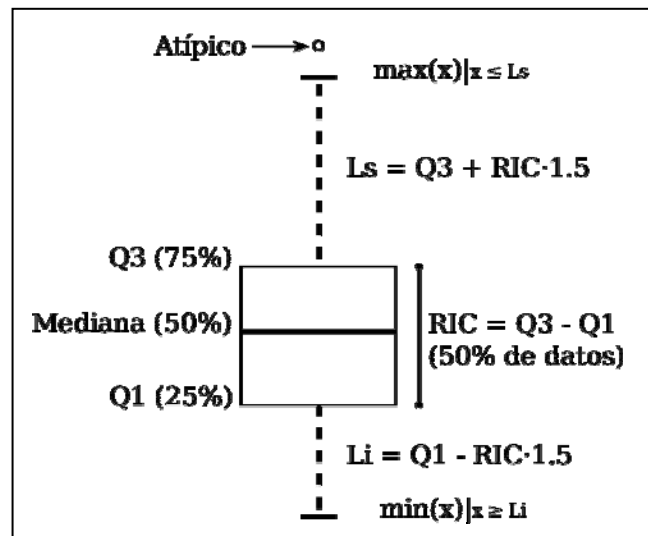 Atípico
max(x)|x ≤ Ls
Ls = Q3 + RIC·1.5
Q3 (75%)
Mediana (50%)
RIC = Q3 - Q1
(50% de datos)
Q1 (25%)
Li = Q1 - RIC·1.5
min(x)|x ≥ Li